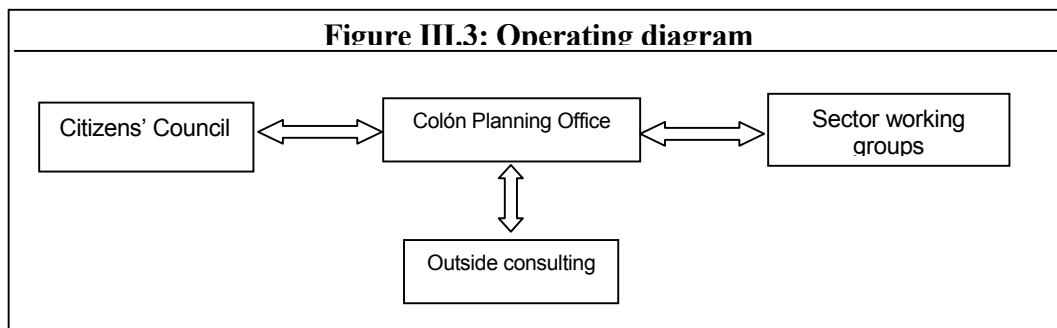 Figure III.3: Operating diagram
Citizens' Council
Colón Planning Office
Sector working
groups
Outside consulting